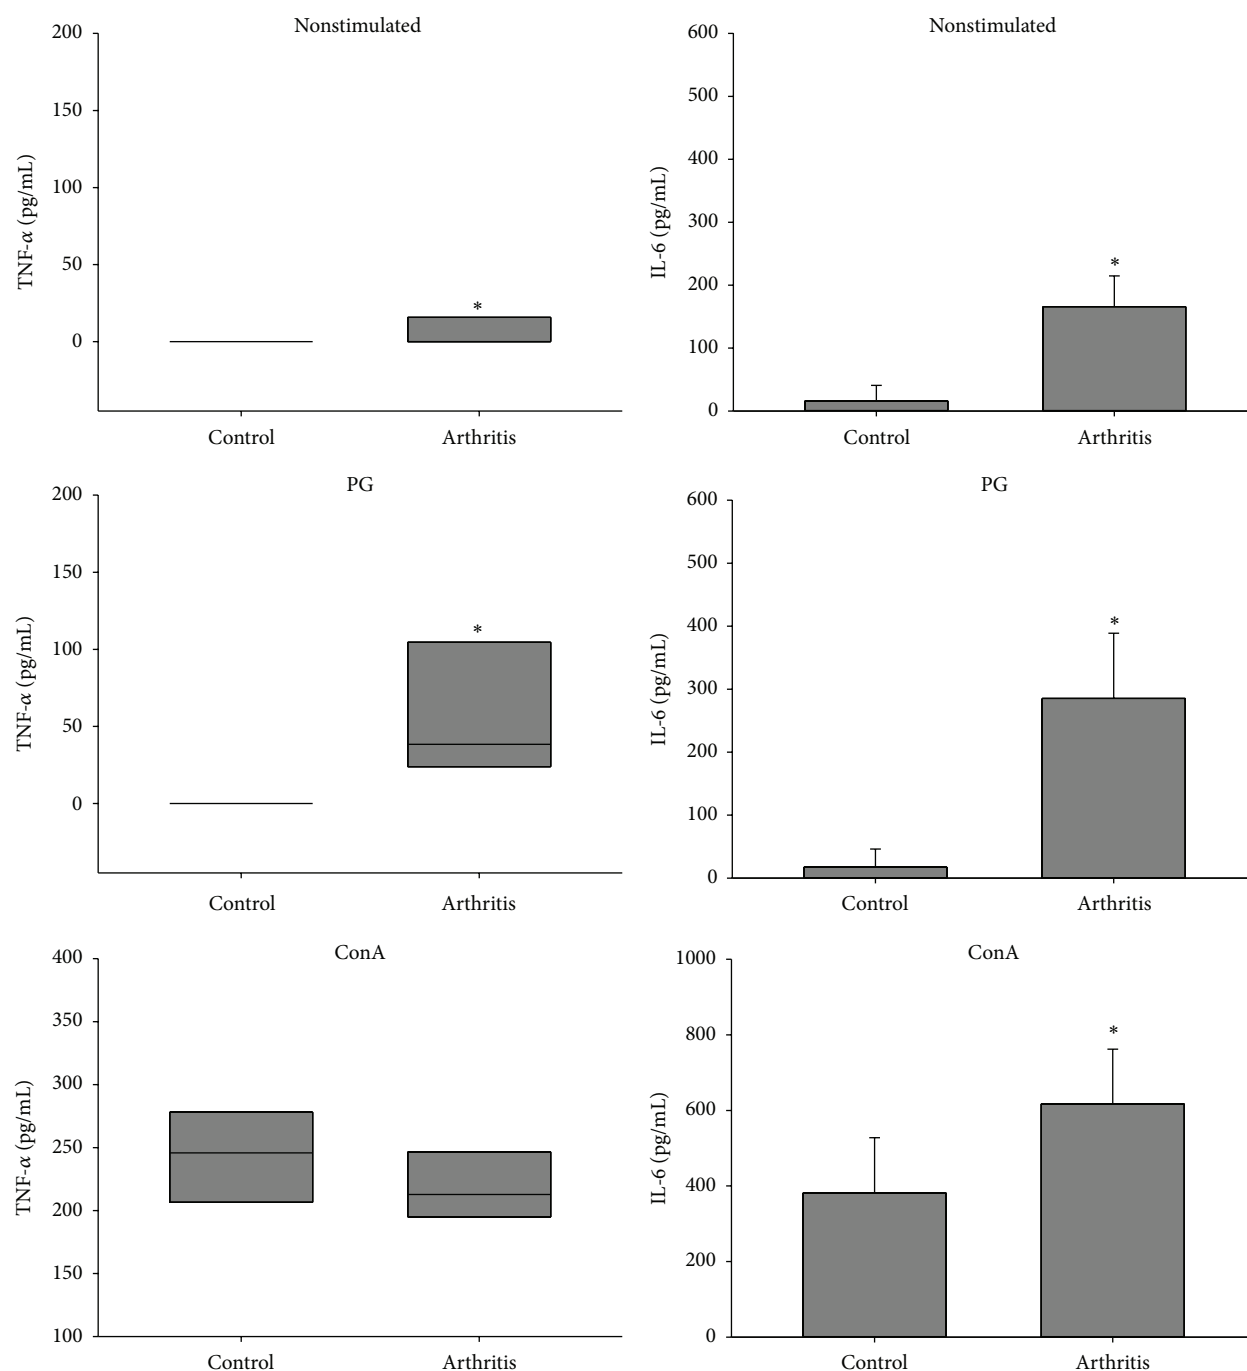 Nonstimulated
200
150
100
50
0
TNF-α (pg/mL)
*
Control
Arthritis
Nonstimulated
600
500
400
300
200
100
0
IL-6 (pg/mL)
*
Control
Arthritis
PG
200
150
100
50
0
TNF-α (pg/mL)
*
Control
Arthritis
PG
600
500
400
300
200
100
0
IL-6 (pg/mL)
*
Control
Arthritis
ConA
400
350
300
250
200
150
100
TNF-α (pg/mL)
Control
Arthritis
ConA
1000
800
600
400
200
0
IL-6 (pg/mL)
*
Control
Arthritis